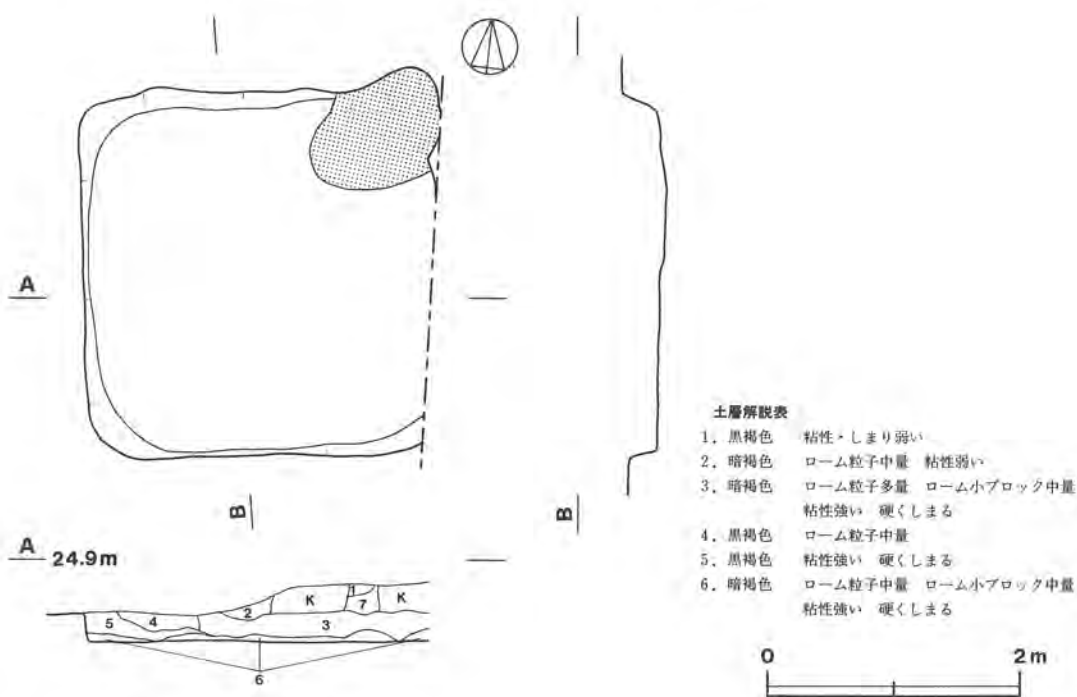 A
B
B
A 24.9m
K
1
K
2
7
5
4
3
6
土層解説表
1. 黒褐色 粘性・しまり弱い
2. 暗褐色 ローム粒子中量 粘性弱い
3. 暗褐色 ローム粒子多量 ローム小ブロック中量
粘性強い 硬くしまる
4. 黒褐色 ローム粒子中量
5. 黒褐色 粘性強い 硬くしまる
6. 暗褐色 ローム粒子中量 ローム小ブロック中量
粘性強い 硬くしまる
0 2m